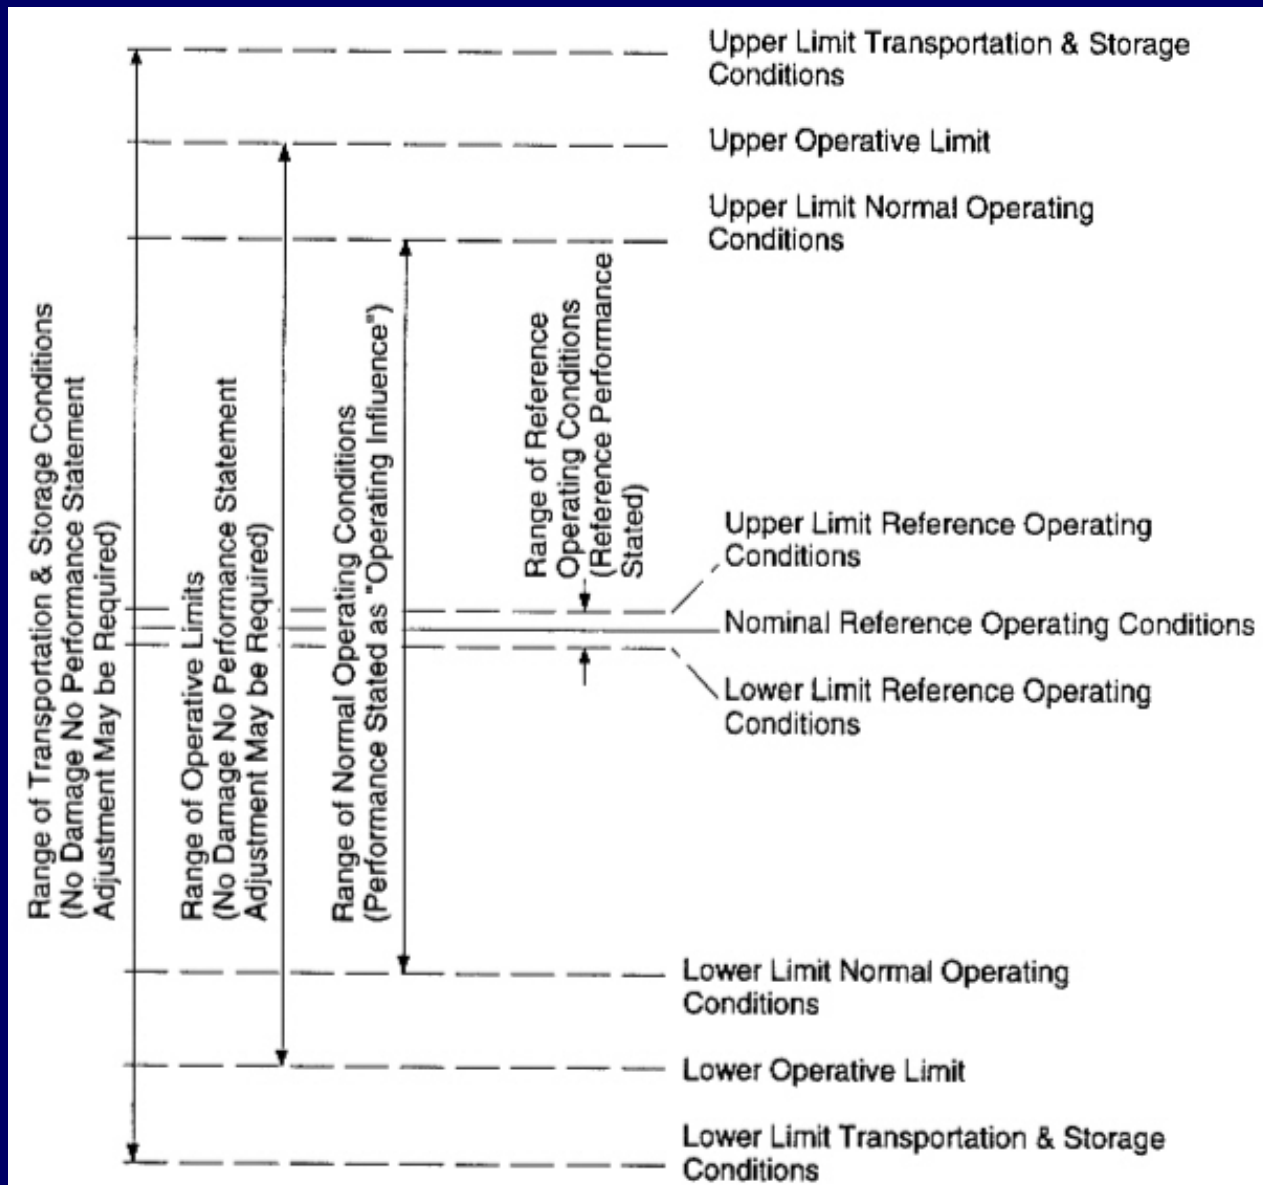 Upper Limit Transportation & Storage
Conditions
Upper Operative Limit
Upper Limit Normal Operating
Conditions
Range of Transportation & Storage Conditions
(No Damage No Performance Statement
Adjustment May be Required)
Range of Operative Limits
(No Damage No Performance Statement
Adjustment May be Required)
Range of Normal Operating Conditions
(Performance Stated as "Operating Influence")
Range of Reference
Operating Conditions
(Reference Performance
Stated)
Upper Limit Reference Operating
Conditions
Nominal Reference Operating Conditions
Lower Limit Reference Operating
Conditions
Lower Limit Normal Operating
Conditions
Lower Operative Limit
Lower Limit Transportation & Storage
Conditions